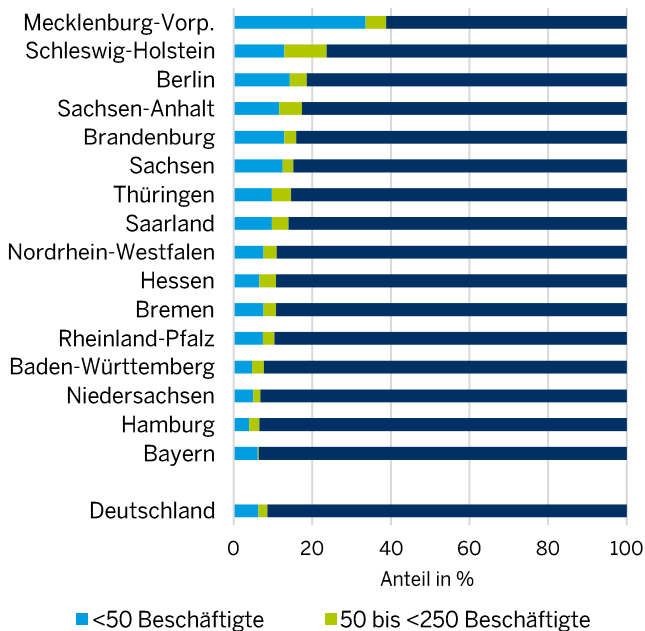 Mecklenburg-Vorp.
Schleswig-Holstein
Berlin
Sachsen-Anhalt
Brandenburg
Sachsen
Thüringen
Saarland
Nordrhein-Westfalen
Hessen
Bremen
Rheinland-Pfalz
Baden-Württemberg
Niedersachsen
Hamburg
Bayern
Deutschland
0 20 40 60 80 100
Anteil in %
<50 Beschäftigte 50 bis <250 Beschäftigte